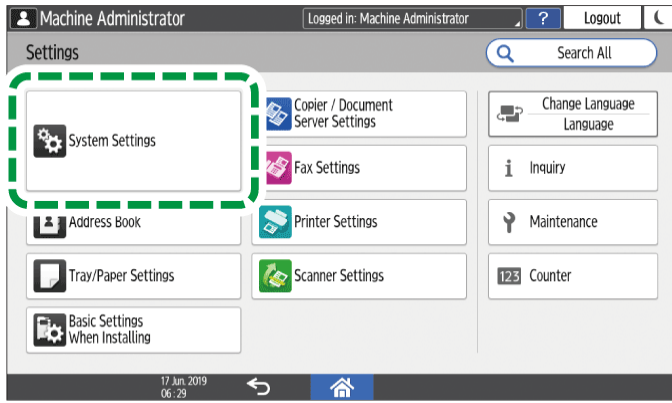 Machine Administrator
Logged in: Machine Administrator
?
Logout
Settings
Search All
System Settings
Copier / Document
Server Settings
Change Language
Language
Fax Settings
i
Inquiry
Address Book
Printer Settings
Maintenance
Tray/Paper Settings
Scanner Settings
123
Counter
Basic Settings
When Installing
17 Jun. 2019
06:29